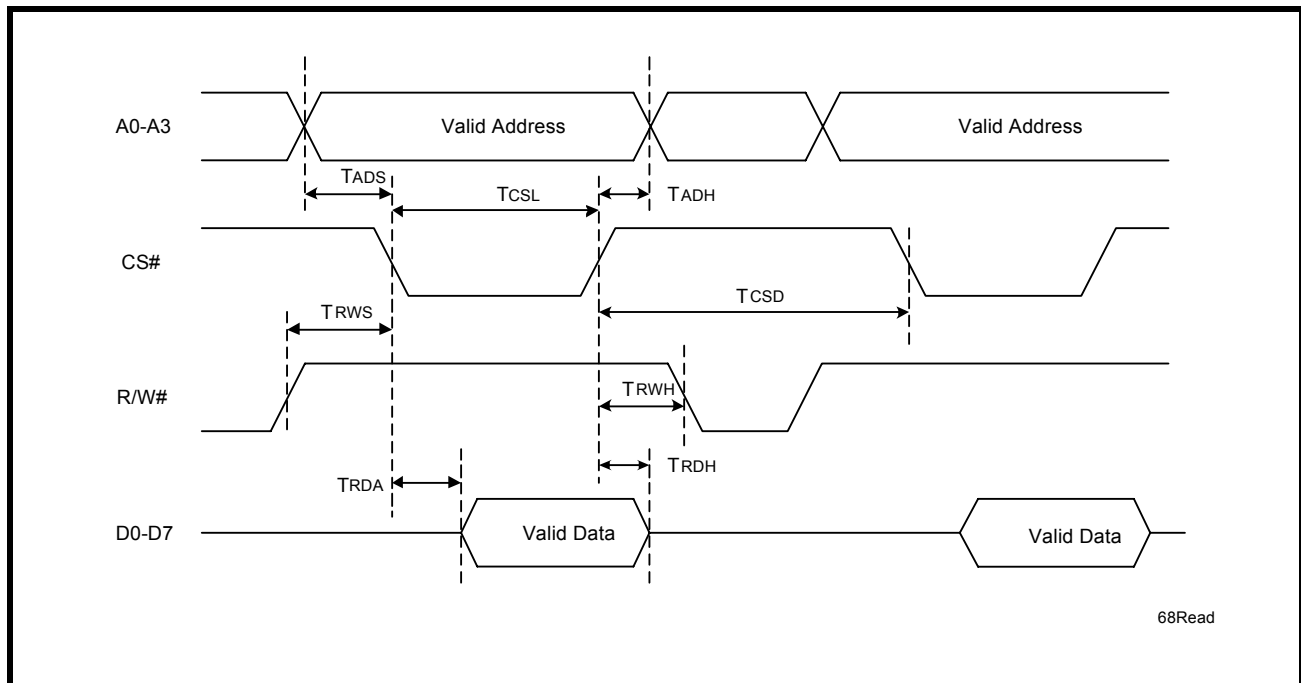 A0-A3
Valid Address
Valid Address
TADS
TCSL
TADH
CS#
TCSD
TRWS
R/W#
TRWH
TRDH
TRDA
D0-D7
Valid Data
Valid Data
68Read